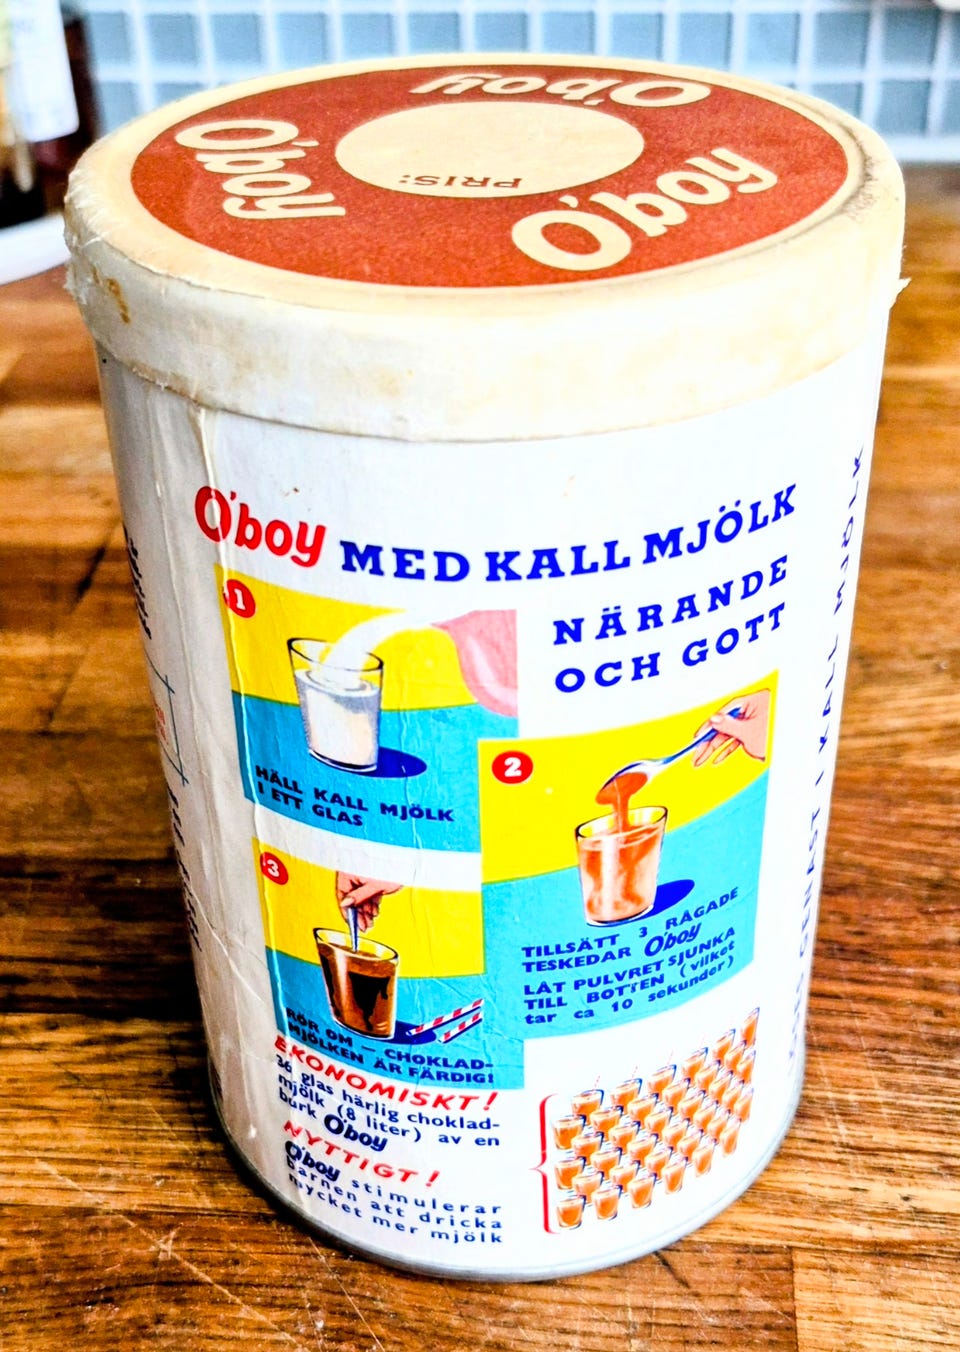 O'boy
O'boy
O'boy
PRIS:
O'boy MED KALL MJÖLK
NÄRANDE
OCH GOTT
1
HÄLL KALL MJÖLK
I ETT GLAS
2
TILLSÄTT 3 RÅGADE
TESKEDAR O'boy
LÅT PULVRET SJUNKA
TILL BOTTEN (vilket
tar ca 10 sekunder)
3
RÖR OM — CHOKLAD-
MJÖLKEN ÄR FÄRDIG!
EKONOMISKT!
36 glas härlig choklad-
mjölk (8 liter) av en
burk O'boy
NYTTIGT!
O'boy stimulerar
barnen att dricka
mycket mer mjölk
I KALL MJÖLK